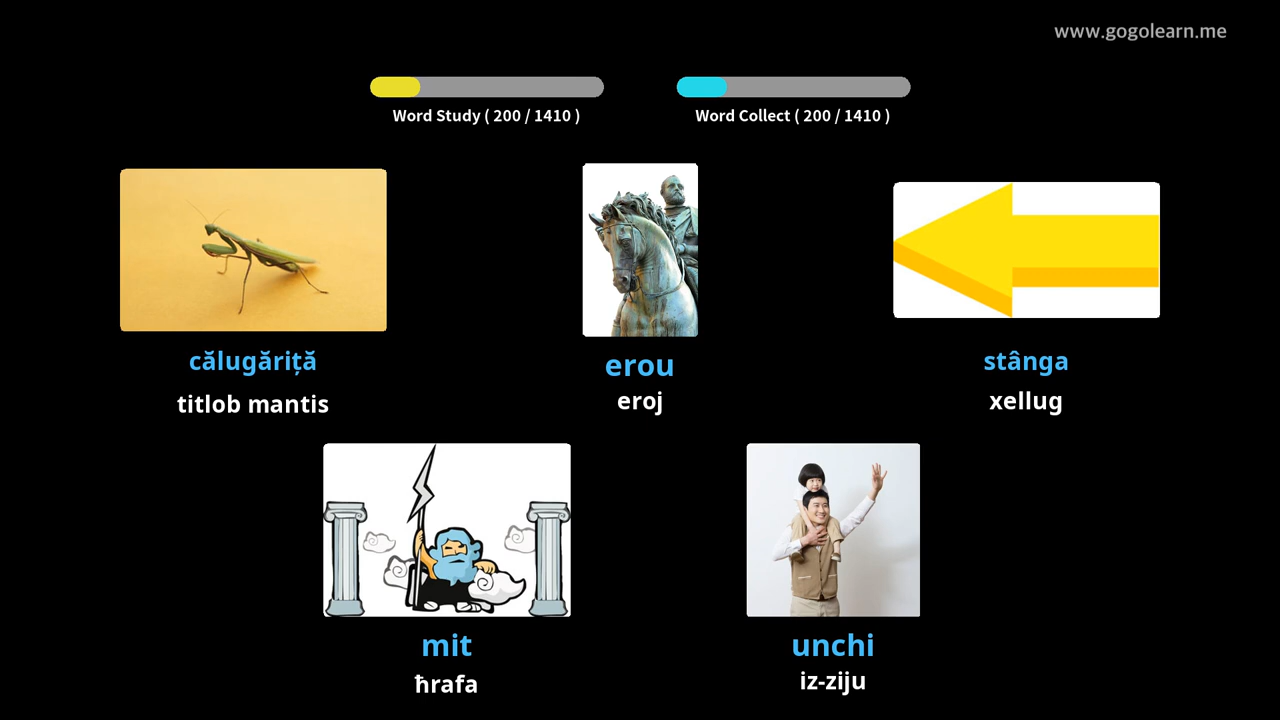 www.gogolearn.me
Word Study ( 200 / 1410 )
Word Collect ( 200 / 1410 )
călugăriță
titlob mantis
erou
eroj
stânga
xellug
mit
ħrafa
unchi
iz-ziju